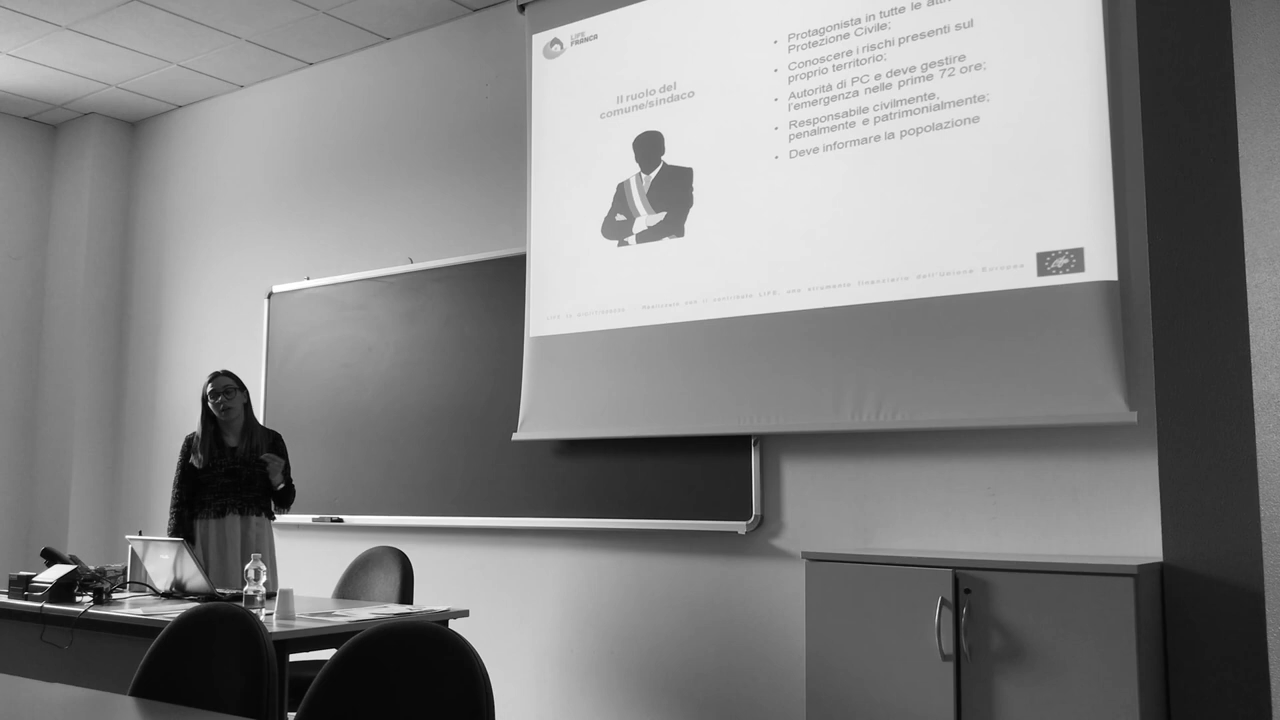 LIFE
FRANCA
Il ruolo del
comune/sindaco
• Protagonista in tutte le
Protezione Civile;
• Conoscere i rischi presenti sul
proprio territorio;
• Autorità di PC e deve gestire
l'emergenza nelle prime 72 ore;
• Responsabile civilmente,
penalmente e patrimonialmente;
• Deve informare la popolazione
Realizzato con il contributo LIFE, uno strumento finanziario dell'Unione Europea